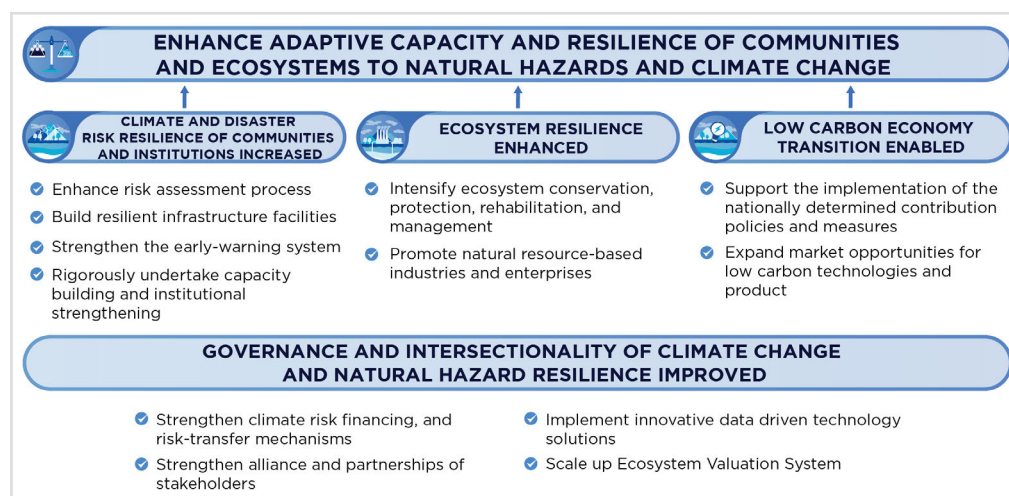 ENHANCE ADAPTIVE CAPACITY AND RESILIENCE OF COMMUNITIES
AND ECOSYSTEMS TO NATURAL HAZARDS AND CLIMATE CHANGE
CLIMATE AND DISASTER
RISK RESILIENCE OF COMMUNITIES
AND INSTITUTIONS INCREASED
Enhance risk assessment process
Build resilient infrastructure facilities
Strengthen the early-warning system
Rigorously undertake capacity
building and institutional
strengthening
ECOSYSTEM RESILIENCE
ENHANCED
Intensify ecosystem conservation,
protection, rehabilitation, and
management
Promote natural resource-based
industries and enterprises
LOW CARBON ECONOMY
TRANSITION ENABLED
Support the implementation of the
nationally determined contribution
policies and measures
Expand market opportunities for
low carbon technologies and
product
GOVERNANCE AND INTERSECTIONALITY OF CLIMATE CHANGE
AND NATURAL HAZARD RESILIENCE IMPROVED
Strengthen climate risk financing, and
risk-transfer mechanisms
Strengthen alliance and partnerships of
stakeholders
Implement innovative data driven technology
solutions
Scale up Ecosystem Valuation System